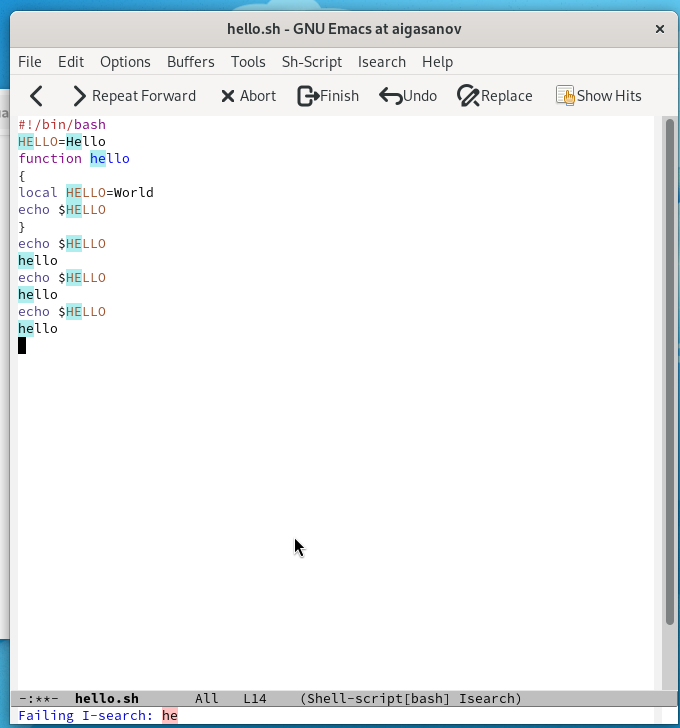 hello.sh - GNU Emacs at aigasanov
File Edit Options Buffers Tools Sh-Script Isearch Help
Repeat Forward Abort Finish Undo Replace Show Hits
#!/bin/bash
HELLO=Hello
function hello
{
local HELLO=World
echo $HELLO
}
echo $HELLO
hello
echo $HELLO
hello
echo $HELLO
hello
-:**- hello.sh All L14 (Shell-script[bash] Isearch)
Failing I-search: he